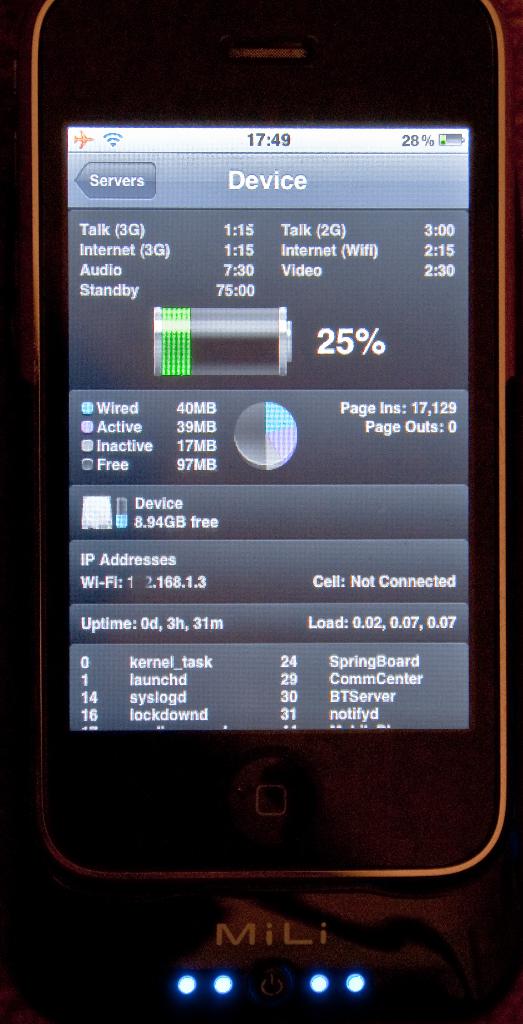 17:49 28%
Servers Device
Talk (3G) 1:15 Talk (2G) 3:00
Internet (3G) 1:15 Internet (Wifi) 2:15
Audio 7:30 Video 2:30
Standby 75:00
25%
Wired 40MB Page Ins: 17,129
Active 39MB Page Outs: 0
Inactive 17MB
Free 97MB
Device
8.94GB free
IP Addresses
Wi-Fi: 1 2.168.1.3 Cell: Not Connected
Uptime: 0d, 3h, 31m Load: 0.02, 0.07, 0.07
0 kernel_task 24 SpringBoard
1 launchd 29 CommCenter
14 syslogd 30 BTServer
16 lockdownd 31 notifyd
MiLi